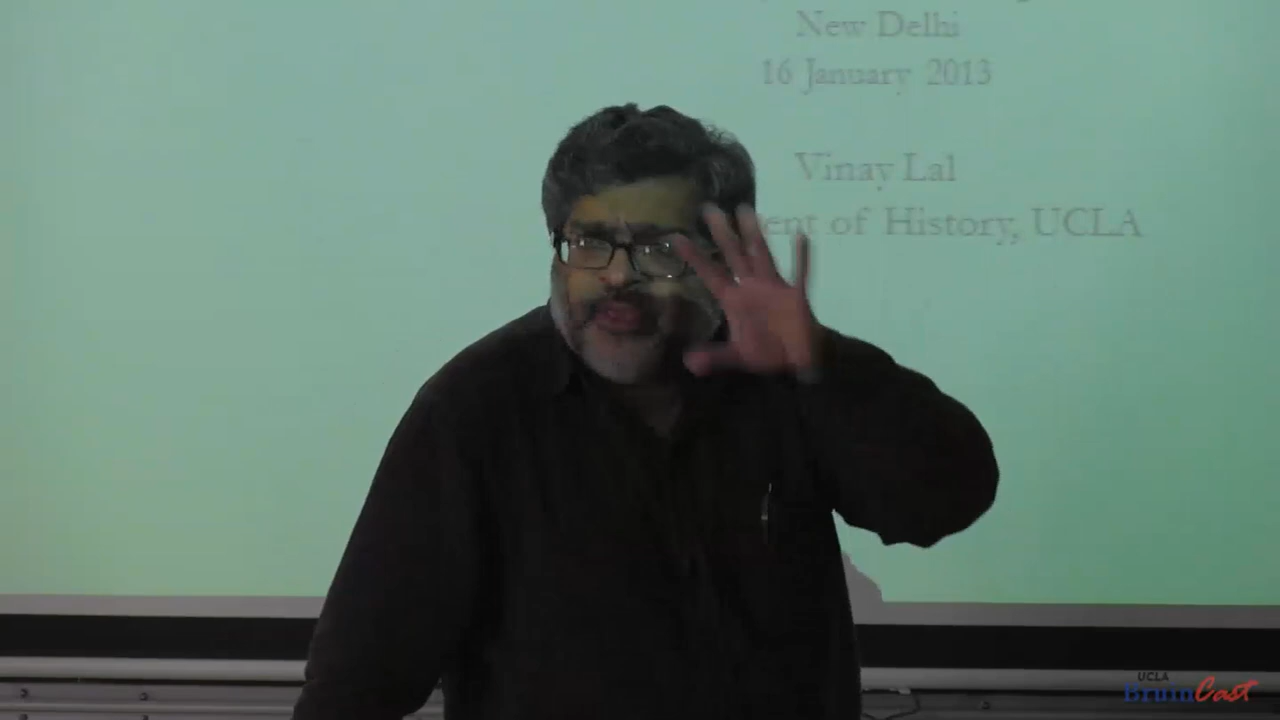 New Delhi
16 January 2013
Vinay Lal
of History, UCLA
UCLA
BruinCast